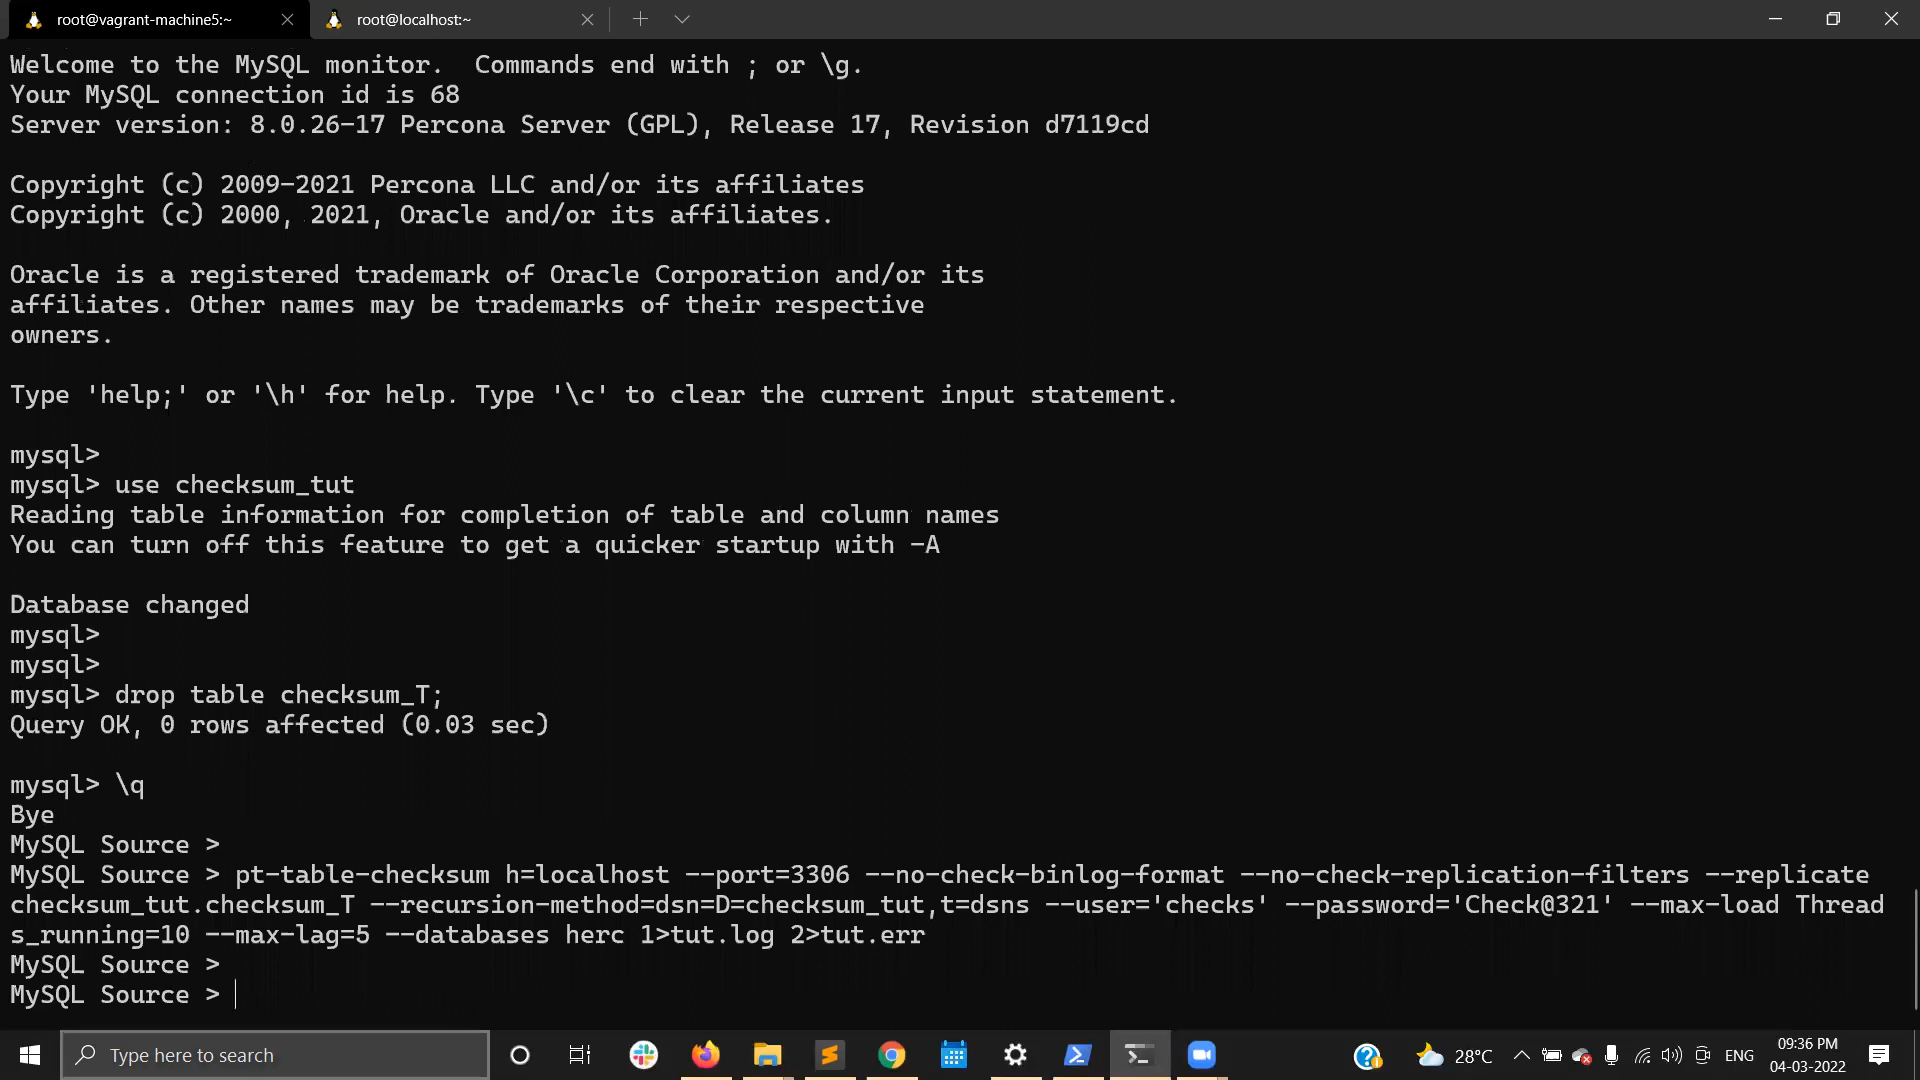 root@vagrant-machine5:~
root@localhost:~
Welcome to the MySQL monitor.  Commands end with ; or \g.
Your MySQL connection id is 68
Server version: 8.0.26-17 Percona Server (GPL), Release 17, Revision d7119cd
Copyright (c) 2009-2021 Percona LLC and/or its affiliates
Copyright (c) 2000, 2021, Oracle and/or its affiliates.
Oracle is a registered trademark of Oracle Corporation and/or its
affiliates. Other names may be trademarks of their respective
owners.
Type 'help;' or '\h' for help. Type '\c' to clear the current input statement.
mysql>
mysql> use checksum_tut
Reading table information for completion of table and column names
You can turn off this feature to get a quicker startup with -A
Database changed
mysql>
mysql>
mysql> drop table checksum_T;
Query OK, 0 rows affected (0.03 sec)
mysql> \q
Bye
MySQL Source >
MySQL Source > pt-table-checksum h=localhost --port=3306 --no-check-binlog-format --no-check-replication-filters --replicate
checksum_tut.checksum_T --recursion-method=dsn=D=checksum_tut,t=dsns --user='checks' --password='Check@321' --max-load Thread
s_running=10 --max-lag=5 --databases herc 1>tut.log 2>tut.err
MySQL Source >
MySQL Source >
Type here to search
28°C
ENG
09:36 PM
04-03-2022